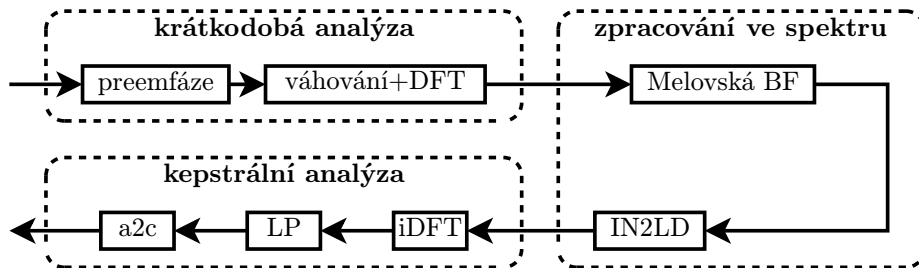 krátkodobá analýza
zpracování ve spektru
preemfáze
váhování+DFT
Melovská BF
kepstrální analýza
a2c
LP
iDFT
IN2LD